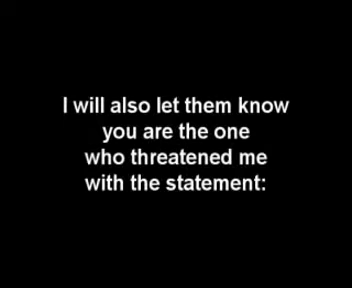 I will also let them know
you are the one
who threatened me
with the statement: